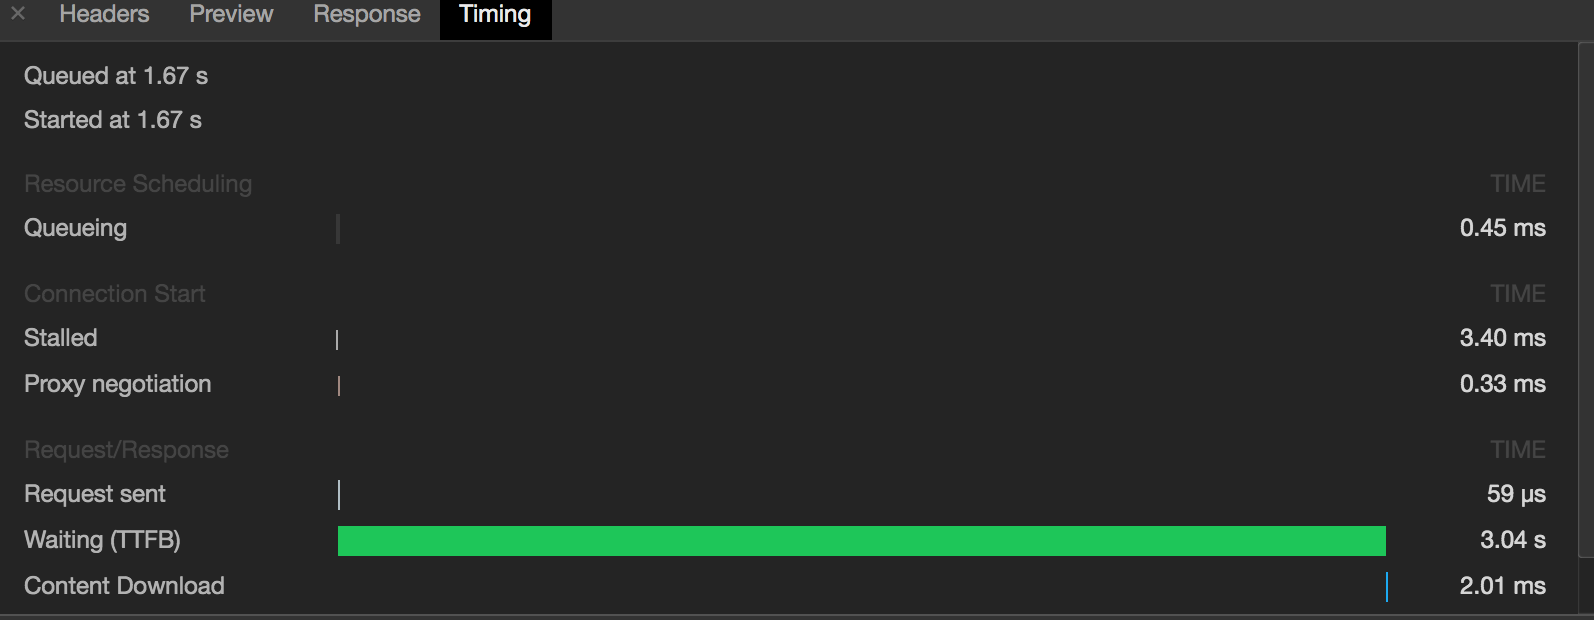 × Headers Preview Response Timing
Queued at 1.67 s
Started at 1.67 s
Resource Scheduling TIME
Queueing 0.45 ms
Connection Start TIME
Stalled 3.40 ms
Proxy negotiation 0.33 ms
Request/Response TIME
Request sent 59 µs
Waiting (TTFB) 3.04 s
Content Download 2.01 ms